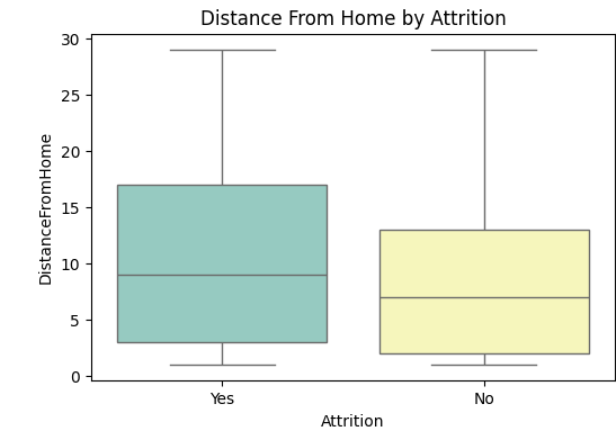 Distance From Home by Attrition
DistanceFromHome
30
25
20
15
10
5
0
Yes No
Attrition